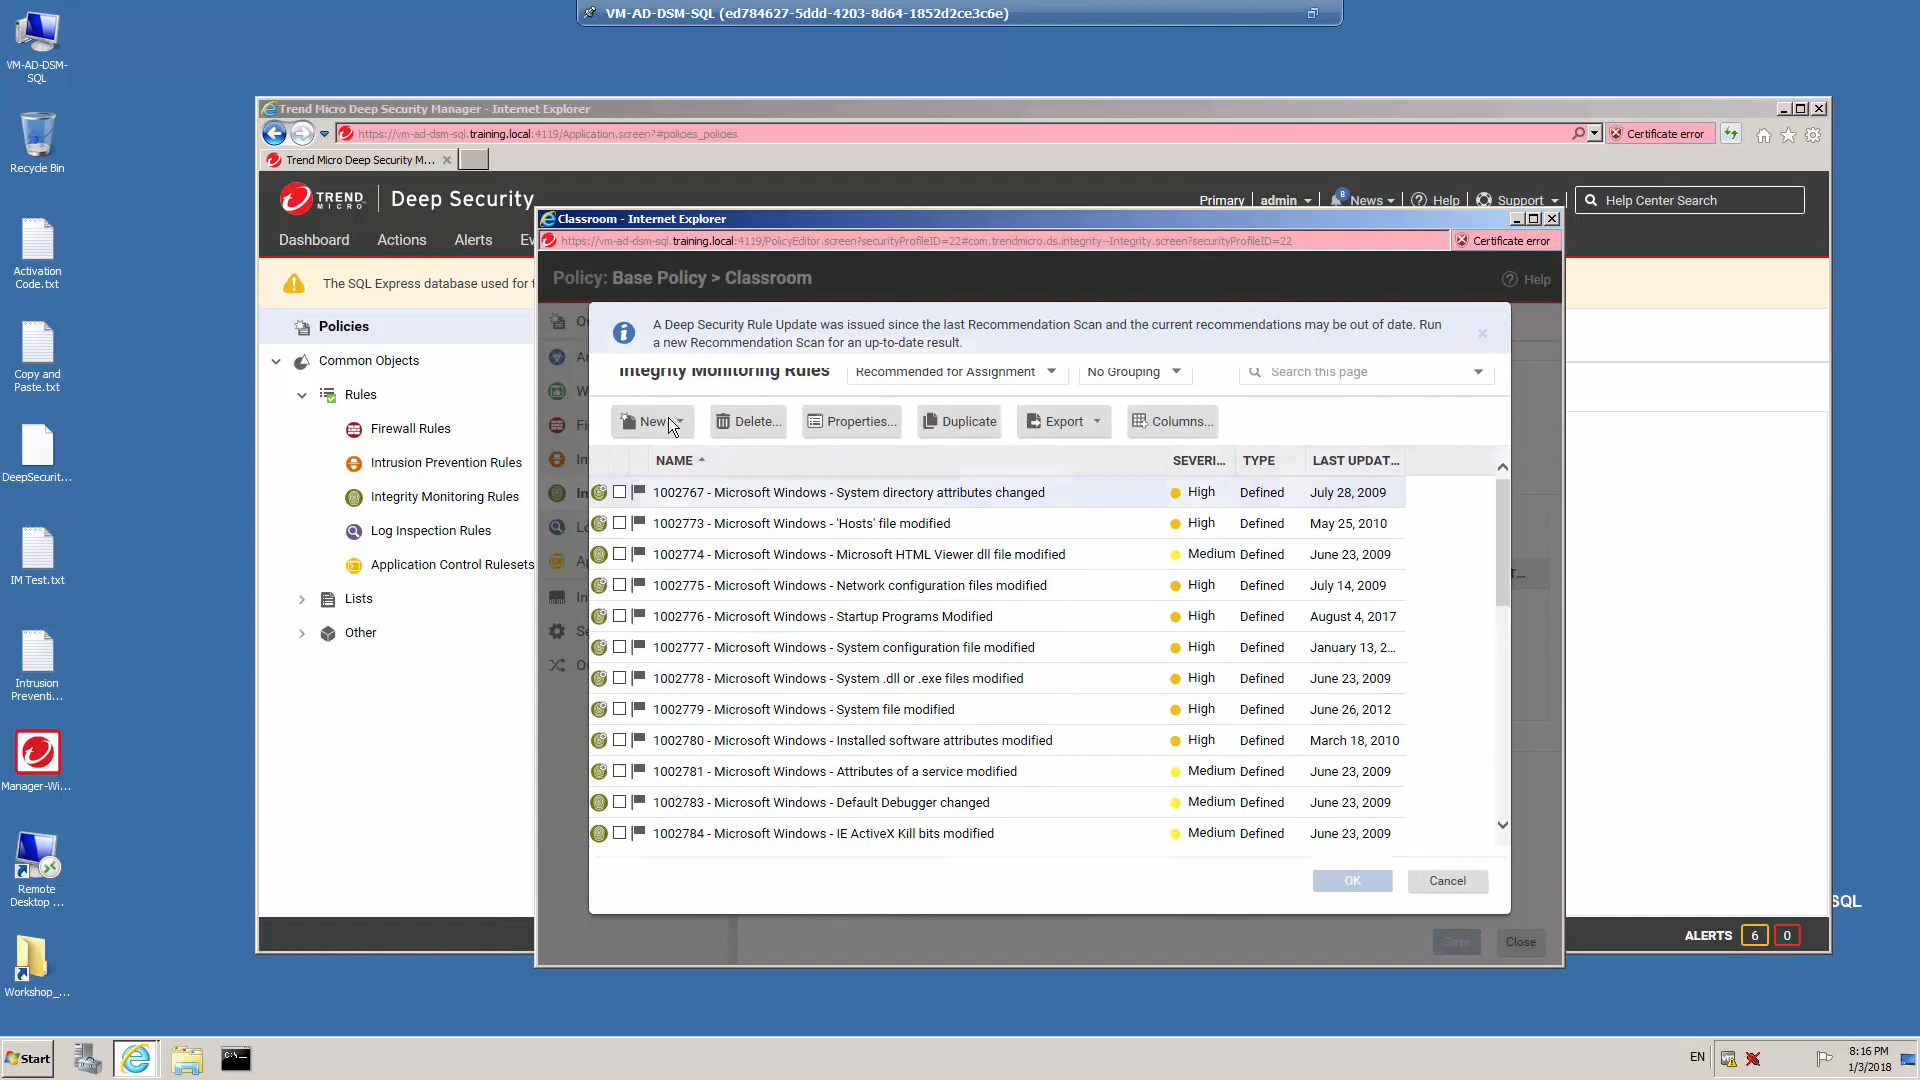 VM-AD-DSM-SQL (ed784627-5ddd-4203-8d64-1852d2ce3c6e)
VM-AD-DSM-
SQL
Recycle Bin
Activation
Code.txt
Copy and
Paste.txt
DeepSecurit...
IM Test.txt
Intrusion
Preventi...
Manager-Wi...
Remote
Desktop ...
Workshop_...
Trend Micro Deep Security Manager - Internet Explorer
https://vm-ad-dsm-sql.training.local:4119/Application.screen?#policies_policies
Certificate error
Trend Micro Deep Security M...
TREND MICRO
Deep Security
Primary
admin
8
News
Help
Support
Help Center Search
Dashboard
Actions
Alerts
The SQL Express database used for
Policies
Common Objects
Rules
Firewall Rules
Intrusion Prevention Rules
Integrity Monitoring Rules
Log Inspection Rules
Application Control Rulesets
Lists
Other
Classroom - Internet Explorer
https://vm-ad-dsm-sql.training.local:4119/PolicyEditor.screen?securityProfileID=22#com.trendmicro.ds.integrity--Integrity.screen?securityProfileID=22
Certificate error
Policy: Base Policy > Classroom
Help
A Deep Security Rule Update was issued since the last Recommendation Scan and the current recommendations may be out of date. Run
a new Recommendation Scan for an up-to-date result.
Integrity Monitoring Rules
Recommended for Assignment
No Grouping
Search this page
New
Delete...
Properties...
Duplicate
Export
Columns...
NAME SEVERI... TYPE LAST UPDAT...
1002767 - Microsoft Windows - System directory attributes changed High Defined July 28, 2009
1002773 - Microsoft Windows - 'Hosts' file modified High Defined May 25, 2010
1002774 - Microsoft Windows - Microsoft HTML Viewer dll file modified Medium Defined June 23, 2009
1002775 - Microsoft Windows - Network configuration files modified High Defined July 14, 2009
1002776 - Microsoft Windows - Startup Programs Modified High Defined August 4, 2017
1002777 - Microsoft Windows - System configuration file modified High Defined January 13, 2...
1002778 - Microsoft Windows - System .dll or .exe files modified High Defined June 23, 2009
1002779 - Microsoft Windows - System file modified High Defined June 26, 2012
1002780 - Microsoft Windows - Installed software attributes modified High Defined March 18, 2010
1002781 - Microsoft Windows - Attributes of a service modified Medium Defined June 23, 2009
1002783 - Microsoft Windows - Default Debugger changed Medium Defined June 23, 2009
1002784 - Microsoft Windows - IE ActiveX Kill bits modified Medium Defined June 23, 2009
OK
Cancel
Save
Close
SQL
ALERTS 6 0
Start
EN
8:16 PM
1/3/2018